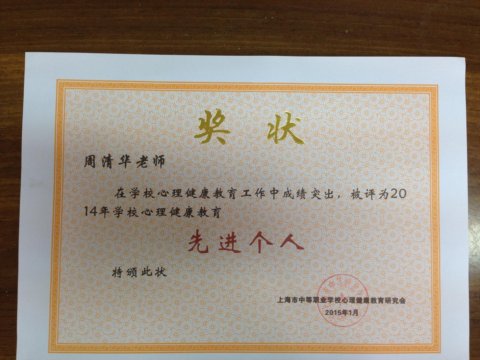 奖 状
周清华老师
在学校心理健康教育工作中成绩突出，被评为20
14年学校心理健康教育
先进个人
特颁此状
上海市中等职业学校心理健康教育研究会
2015年1月